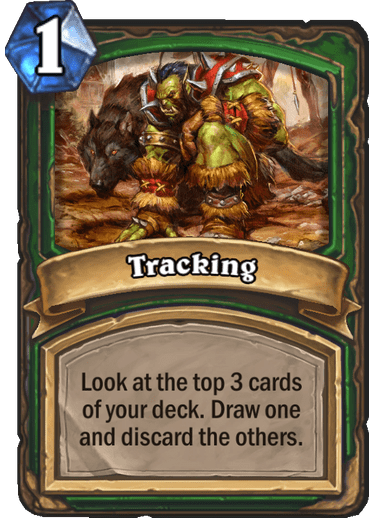 1
Tracking
Look at the top 3 cards
of your deck. Draw one
and discard the others.